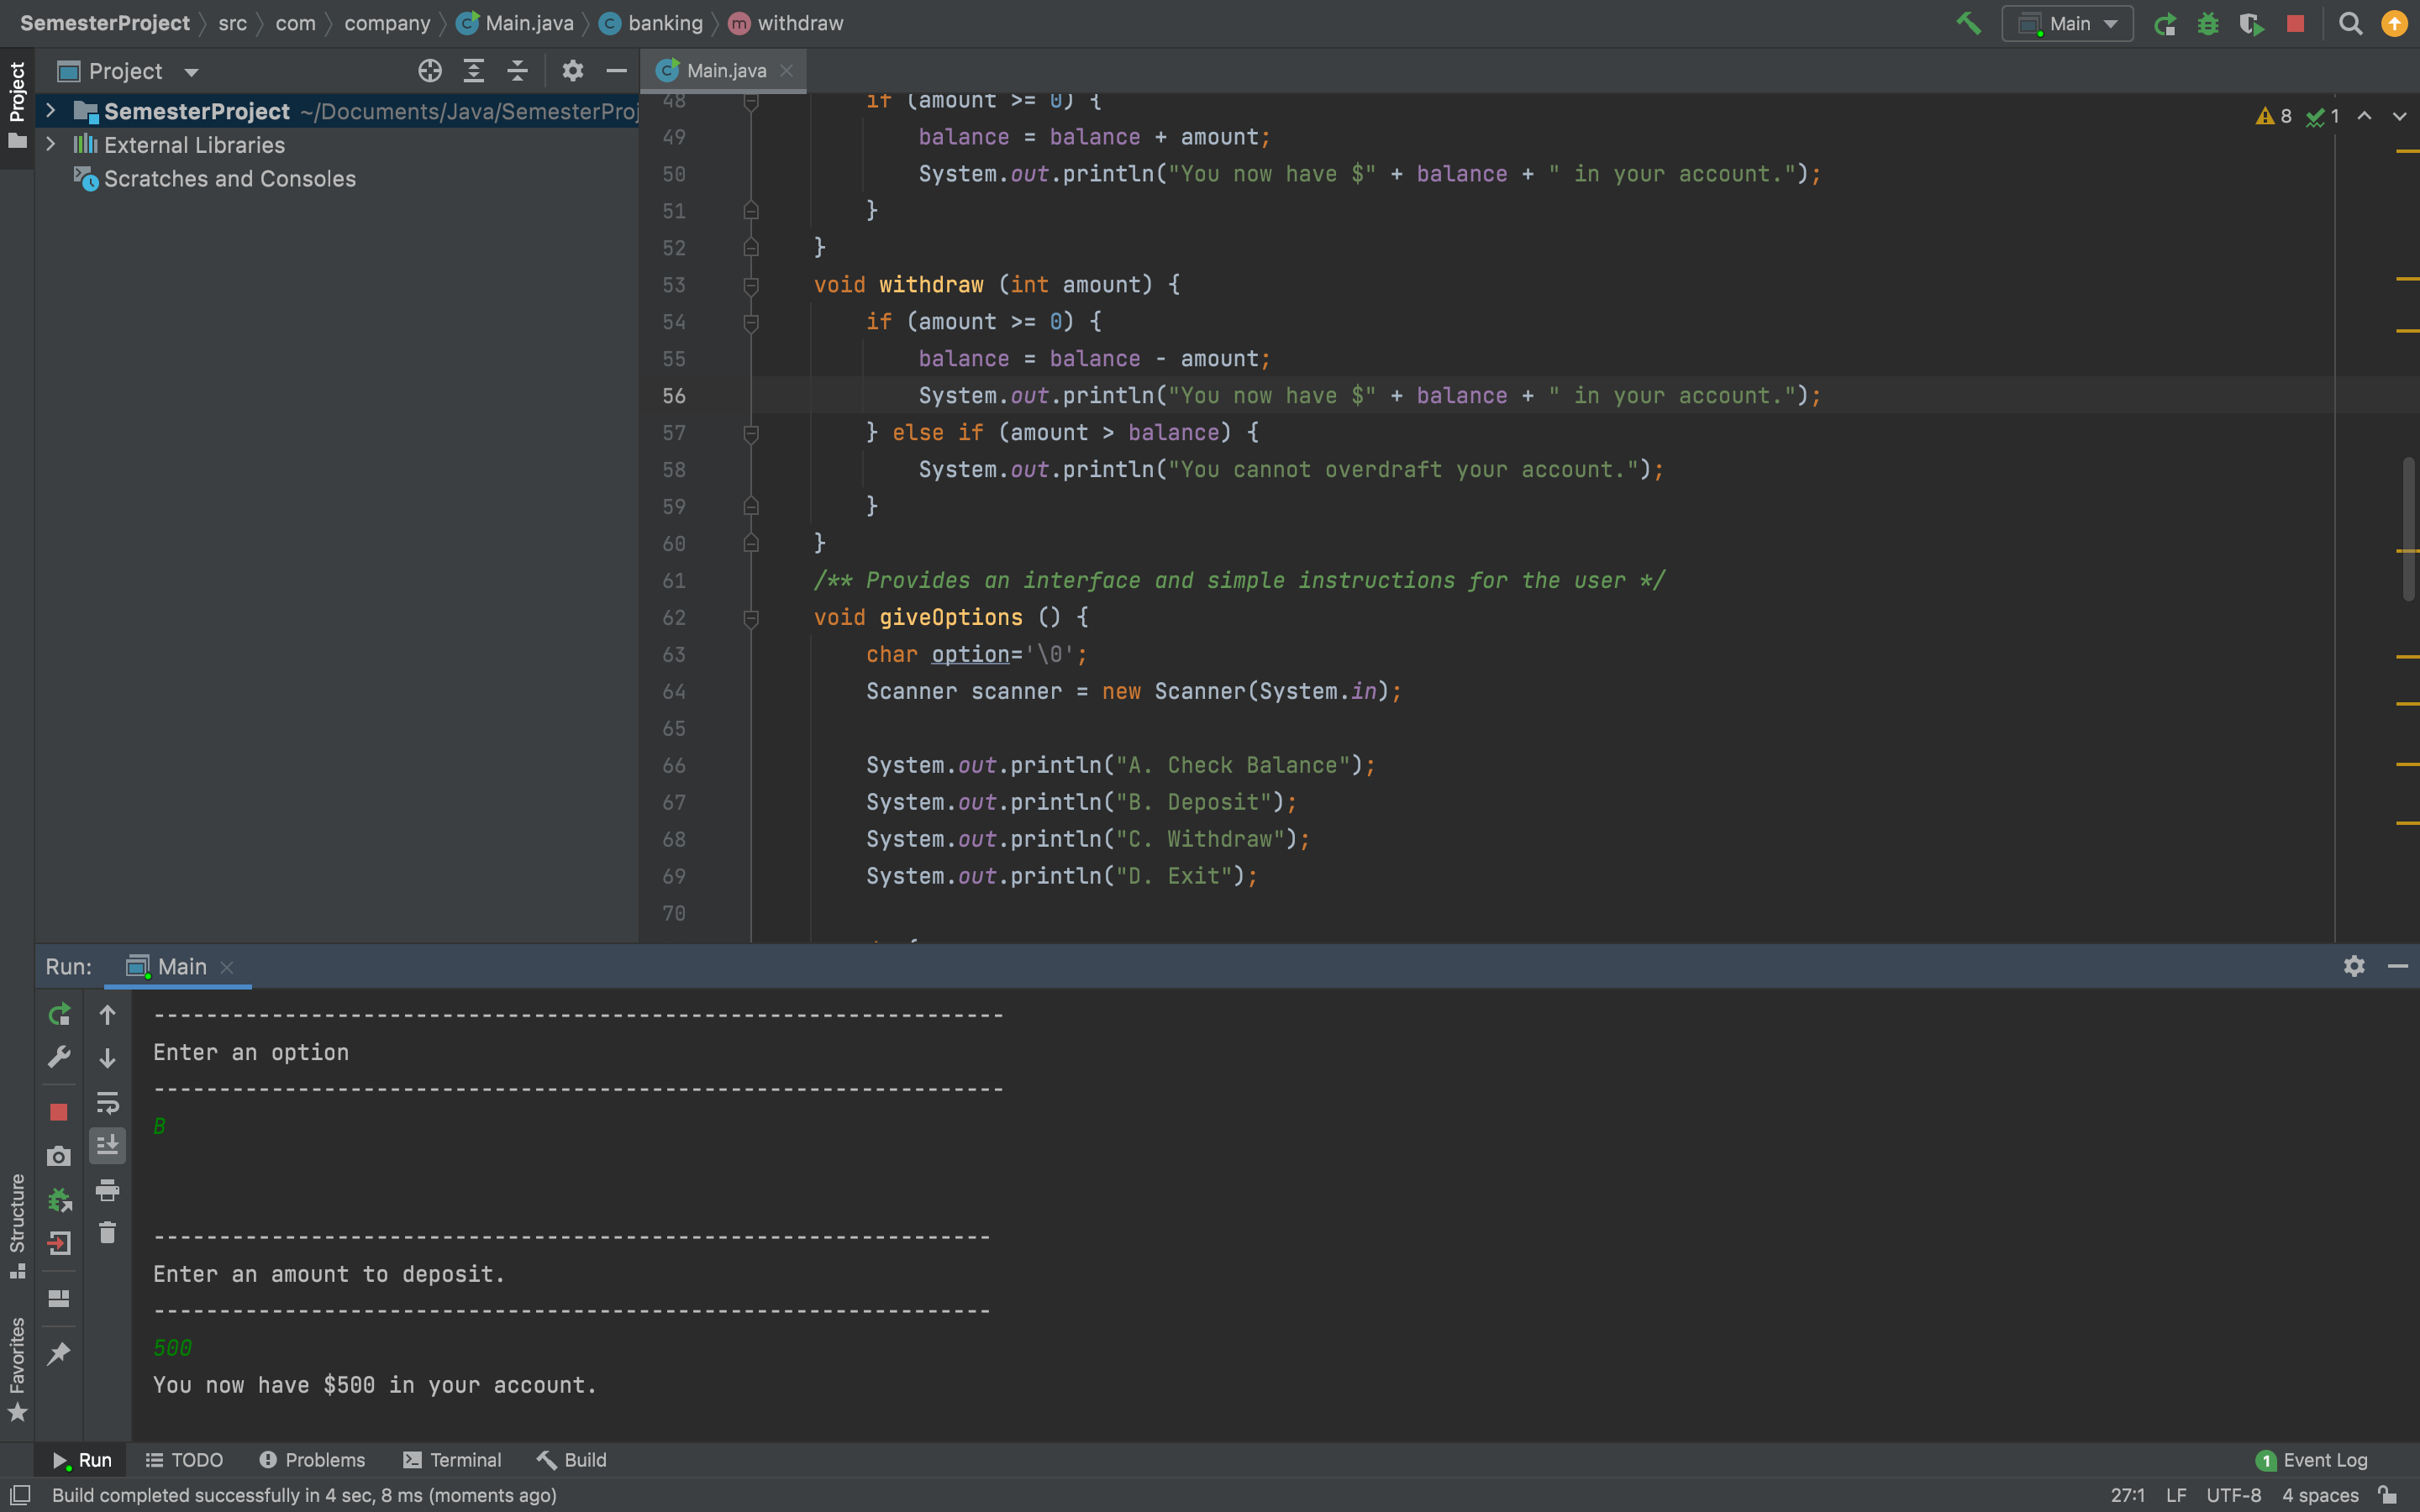 SemesterProject src com company Main.java banking withdraw
Main
Project
Main.java
Project
SemesterProject ~/Documents/Java/SemesterProj
External Libraries
Scratches and Consoles
8 1
48 if (amount >= 0) {
49 balance = balance + amount;
50 System.out.println("You now have $" + balance + " in your account.");
51 }
52 }
53 void withdraw (int amount) {
54 if (amount >= 0) {
55 balance = balance - amount;
56 System.out.println("You now have $" + balance + " in your account.");
57 } else if (amount > balance) {
58 System.out.println("You cannot overdraft your account.");
59 }
60 }
61 /** Provides an interface and simple instructions for the user */
62 void giveOptions () {
63 char option='\0';
64 Scanner scanner = new Scanner(System.in);
65
66 System.out.println("A. Check Balance");
67 System.out.println("B. Deposit");
68 System.out.println("C. Withdraw");
69 System.out.println("D. Exit");
70
Run: Main
-----------------------------------------------------------------
Enter an option
-----------------------------------------------------------------
B
----------------------------------------------------------------
Enter an amount to deposit.
----------------------------------------------------------------
500
You now have $500 in your account.
Structure
Favorites
Run TODO Problems Terminal Build 1 Event Log
Build completed successfully in 4 sec, 8 ms (moments ago) 27:1 LF UTF-8 4 spaces